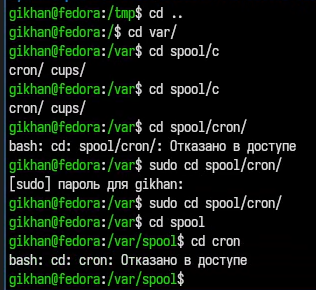 gikhan@fedora:/tmp$ cd ..
gikhan@fedora:/$ cd var/
gikhan@fedora:/var$ cd spool/c
cron/ cups/
gikhan@fedora:/var$ cd spool/c
cron/ cups/
gikhan@fedora:/var$ cd spool/cron/
bash: cd: spool/cron/: Отказано в доступе
gikhan@fedora:/var$ sudo cd spool/cron/
[sudo] пароль для gikhan:
gikhan@fedora:/var$ sudo cd spool/cron/
gikhan@fedora:/var$ cd spool
gikhan@fedora:/var/spool$ cd cron
bash: cd: cron: Отказано в доступе
gikhan@fedora:/var/spool$